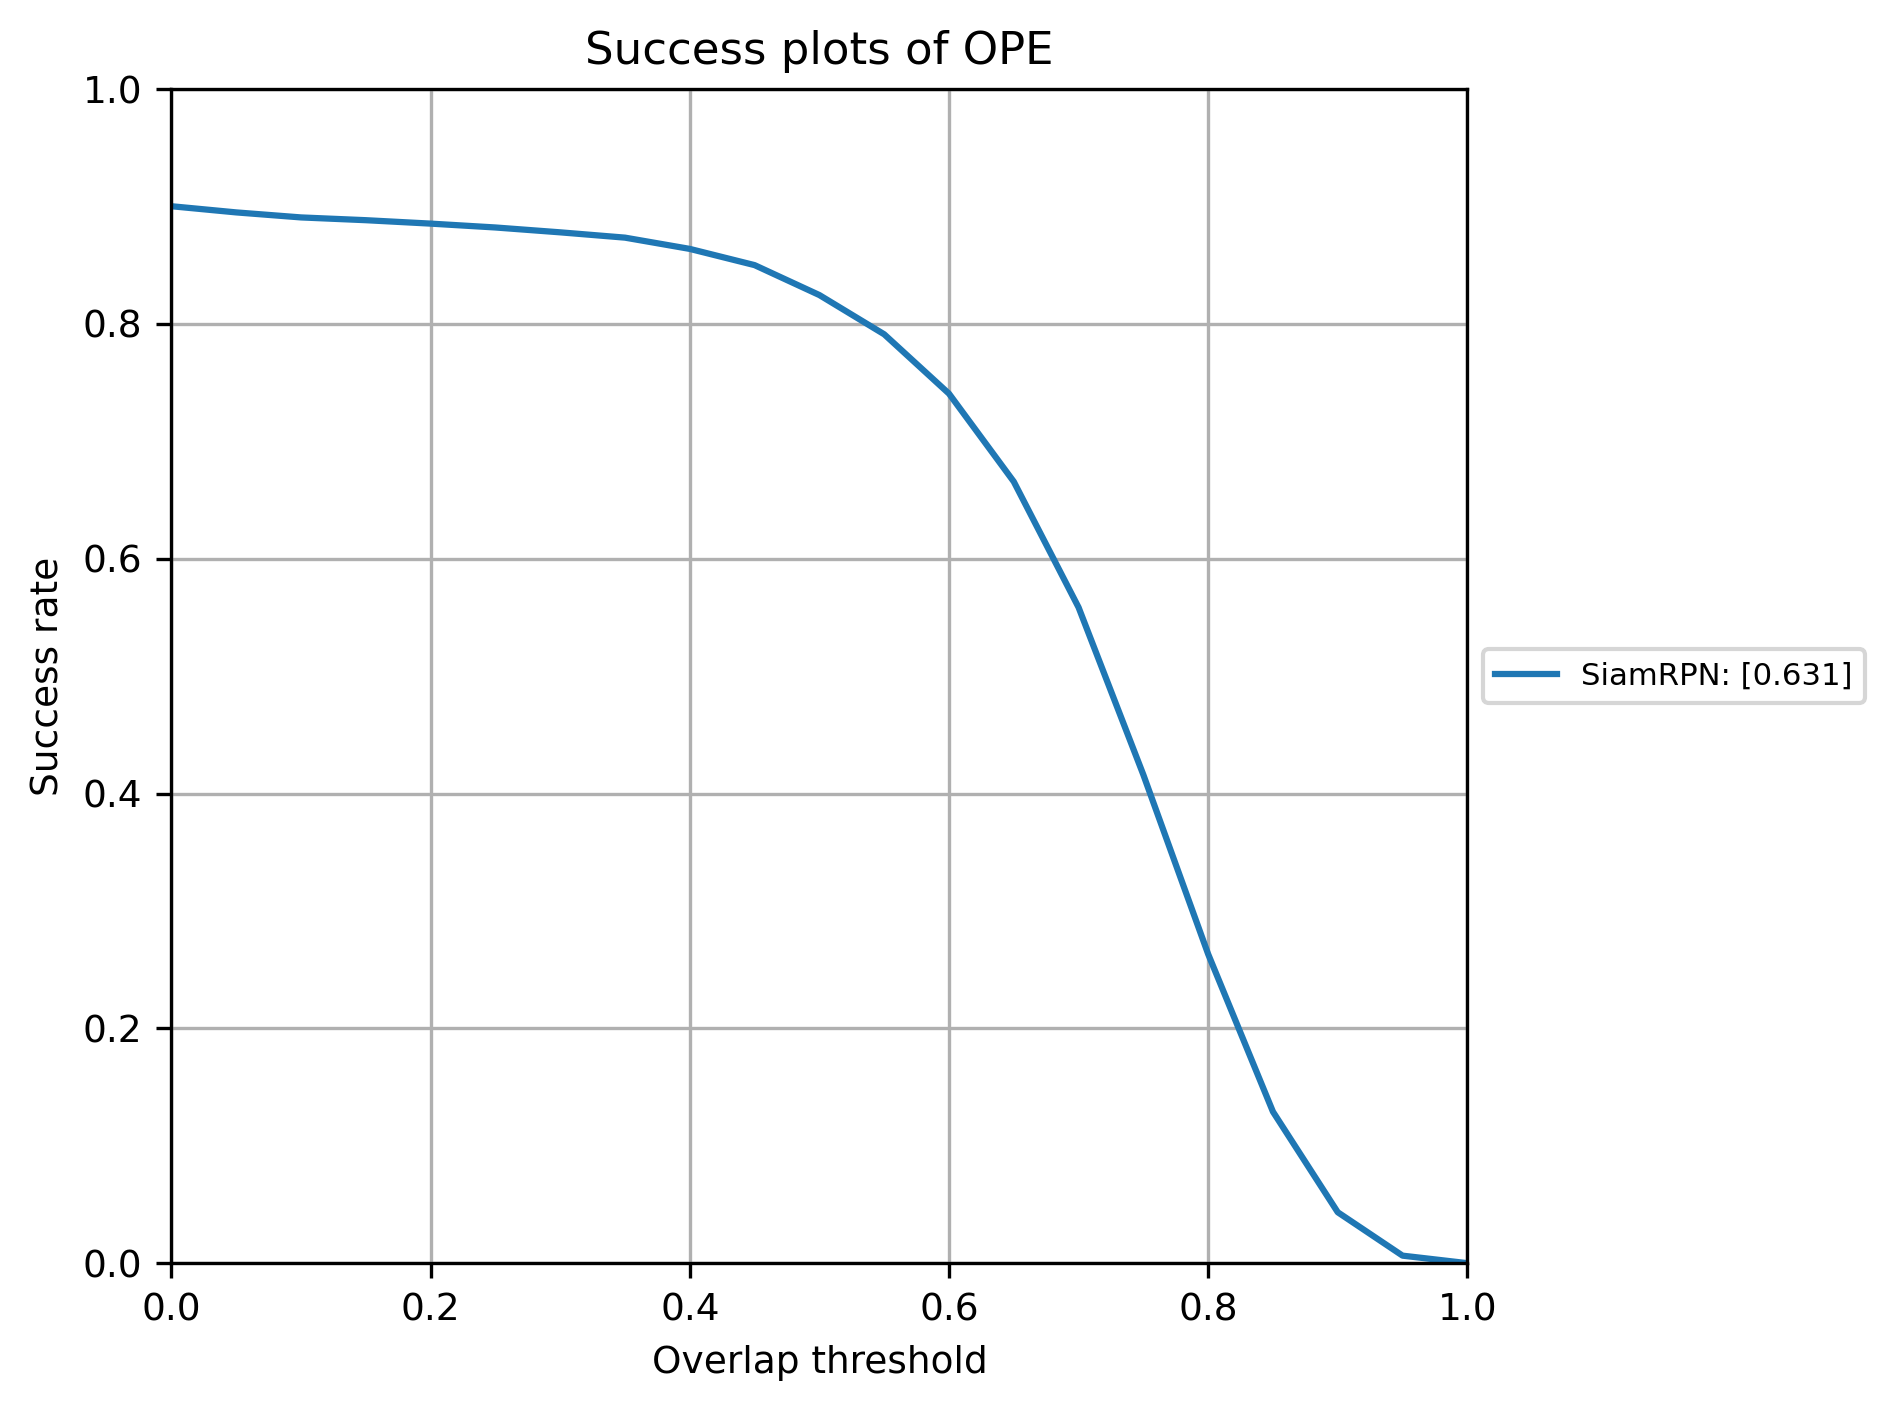 Success plots of OPE
1.0
0.8
0.6
0.4
0.2
0.0
Success rate
0.0 0.2 0.4 0.6 0.8 1.0
Overlap threshold
SiamRPN: [0.631]